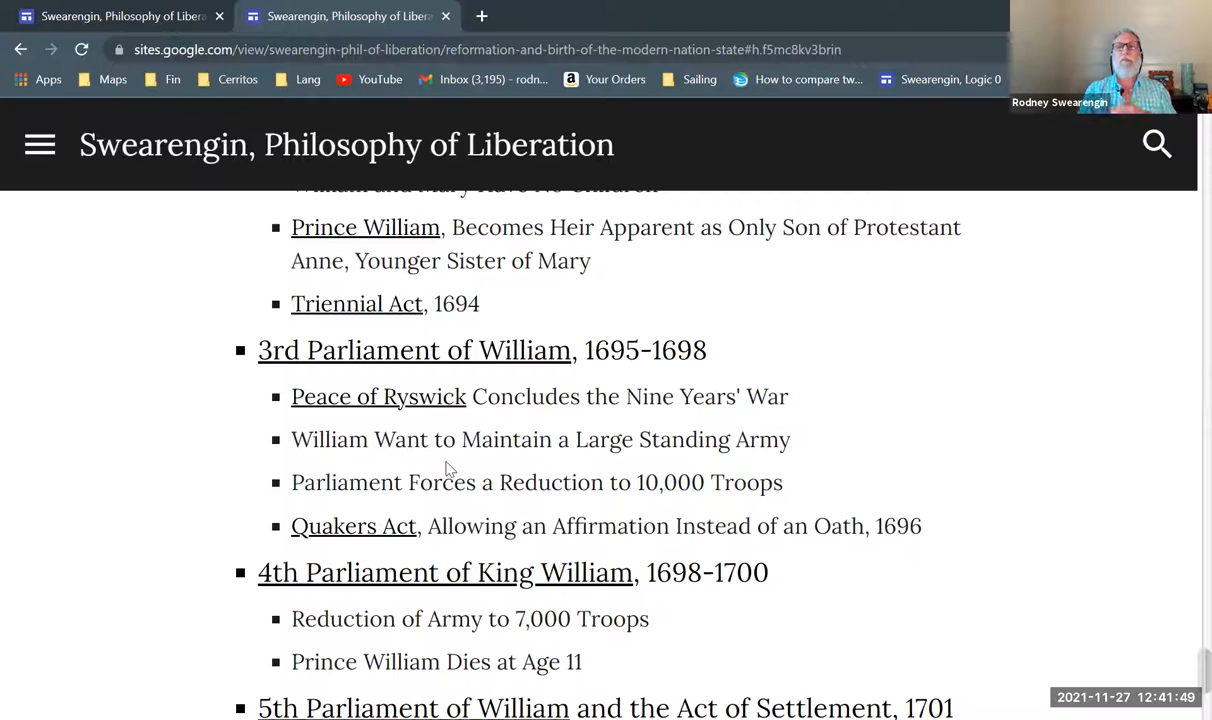 Swearengin, Philosophy of Libera
Swearengin, Philosophy of Libera
sites.google.com/view/swearengin-phil-of-liberation/reformation-and-birth-of-the-modern-nation-state#h.f5mc8kv3brin
Apps Maps Fin Cerritos Lang YouTube Inbox (3,195) - rodn... Your Orders Sailing How to compare tw... Swearengin, Logic 0
Rodney Swearengin
Swearengin, Philosophy of Liberation
William and Mary Have No Children
Prince William, Becomes Heir Apparent as Only Son of Protestant
Anne, Younger Sister of Mary
Triennial Act, 1694
3rd Parliament of William, 1695-1698
Peace of Ryswick Concludes the Nine Years' War
William Want to Maintain a Large Standing Army
Parliament Forces a Reduction to 10,000 Troops
Quakers Act, Allowing an Affirmation Instead of an Oath, 1696
4th Parliament of King William, 1698-1700
Reduction of Army to 7,000 Troops
Prince William Dies at Age 11
5th Parliament of William and the Act of Settlement, 1701
2021-11-27 12:41:49